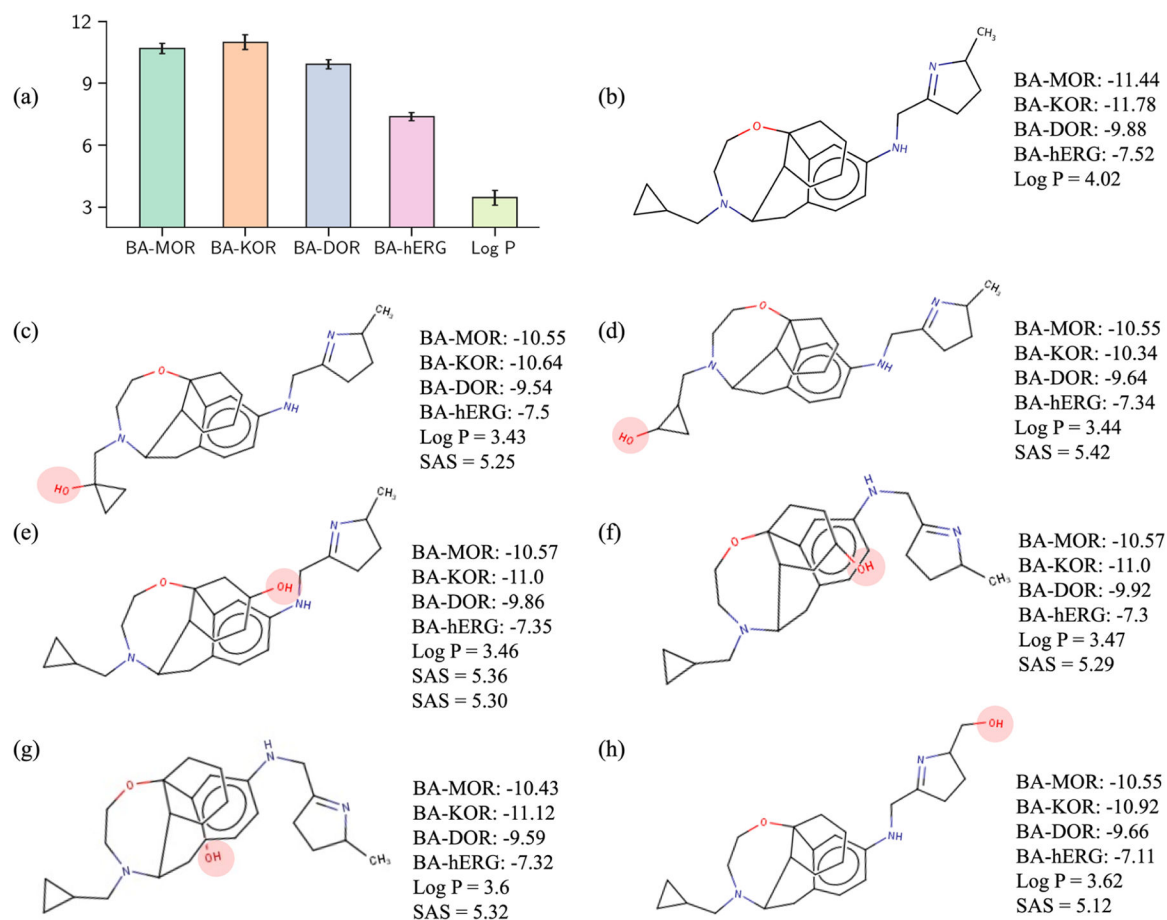 (a)
12
9
6
3
BA-MOR
BA-KOR
BA-DOR
BA-hERG
Log P
(b)
O
N
NH
N
CH3
BA-MOR: -11.44
BA-KOR: -11.78
BA-DOR: -9.88
BA-hERG: -7.52
Log P = 4.02
(c)
O
N
HO
NH
N
CH3
BA-MOR: -10.55
BA-KOR: -10.64
BA-DOR: -9.54
BA-hERG: -7.5
Log P = 3.43
SAS = 5.25
(d)
O
N
HO
NH
N
CH3
BA-MOR: -10.55
BA-KOR: -10.34
BA-DOR: -9.64
BA-hERG: -7.34
Log P = 3.44
SAS = 5.42
(e)
O
N
OH
NH
N
CH3
BA-MOR: -10.57
BA-KOR: -11.0
BA-DOR: -9.86
BA-hERG: -7.35
Log P = 3.46
SAS = 5.36
SAS = 5.30
(f)
H
N
O
N
OH
N
CH3
BA-MOR: -10.57
BA-KOR: -11.0
BA-DOR: -9.92
BA-hERG: -7.3
Log P = 3.47
SAS = 5.29
(g)
H
N
O
N
OH
N
CH3
BA-MOR: -10.43
BA-KOR: -11.12
BA-DOR: -9.59
BA-hERG: -7.32
Log P = 3.6
SAS = 5.32
(h)
OH
N
O
NH
N
BA-MOR: -10.55
BA-KOR: -10.92
BA-DOR: -9.66
BA-hERG: -7.11
Log P = 3.62
SAS = 5.12